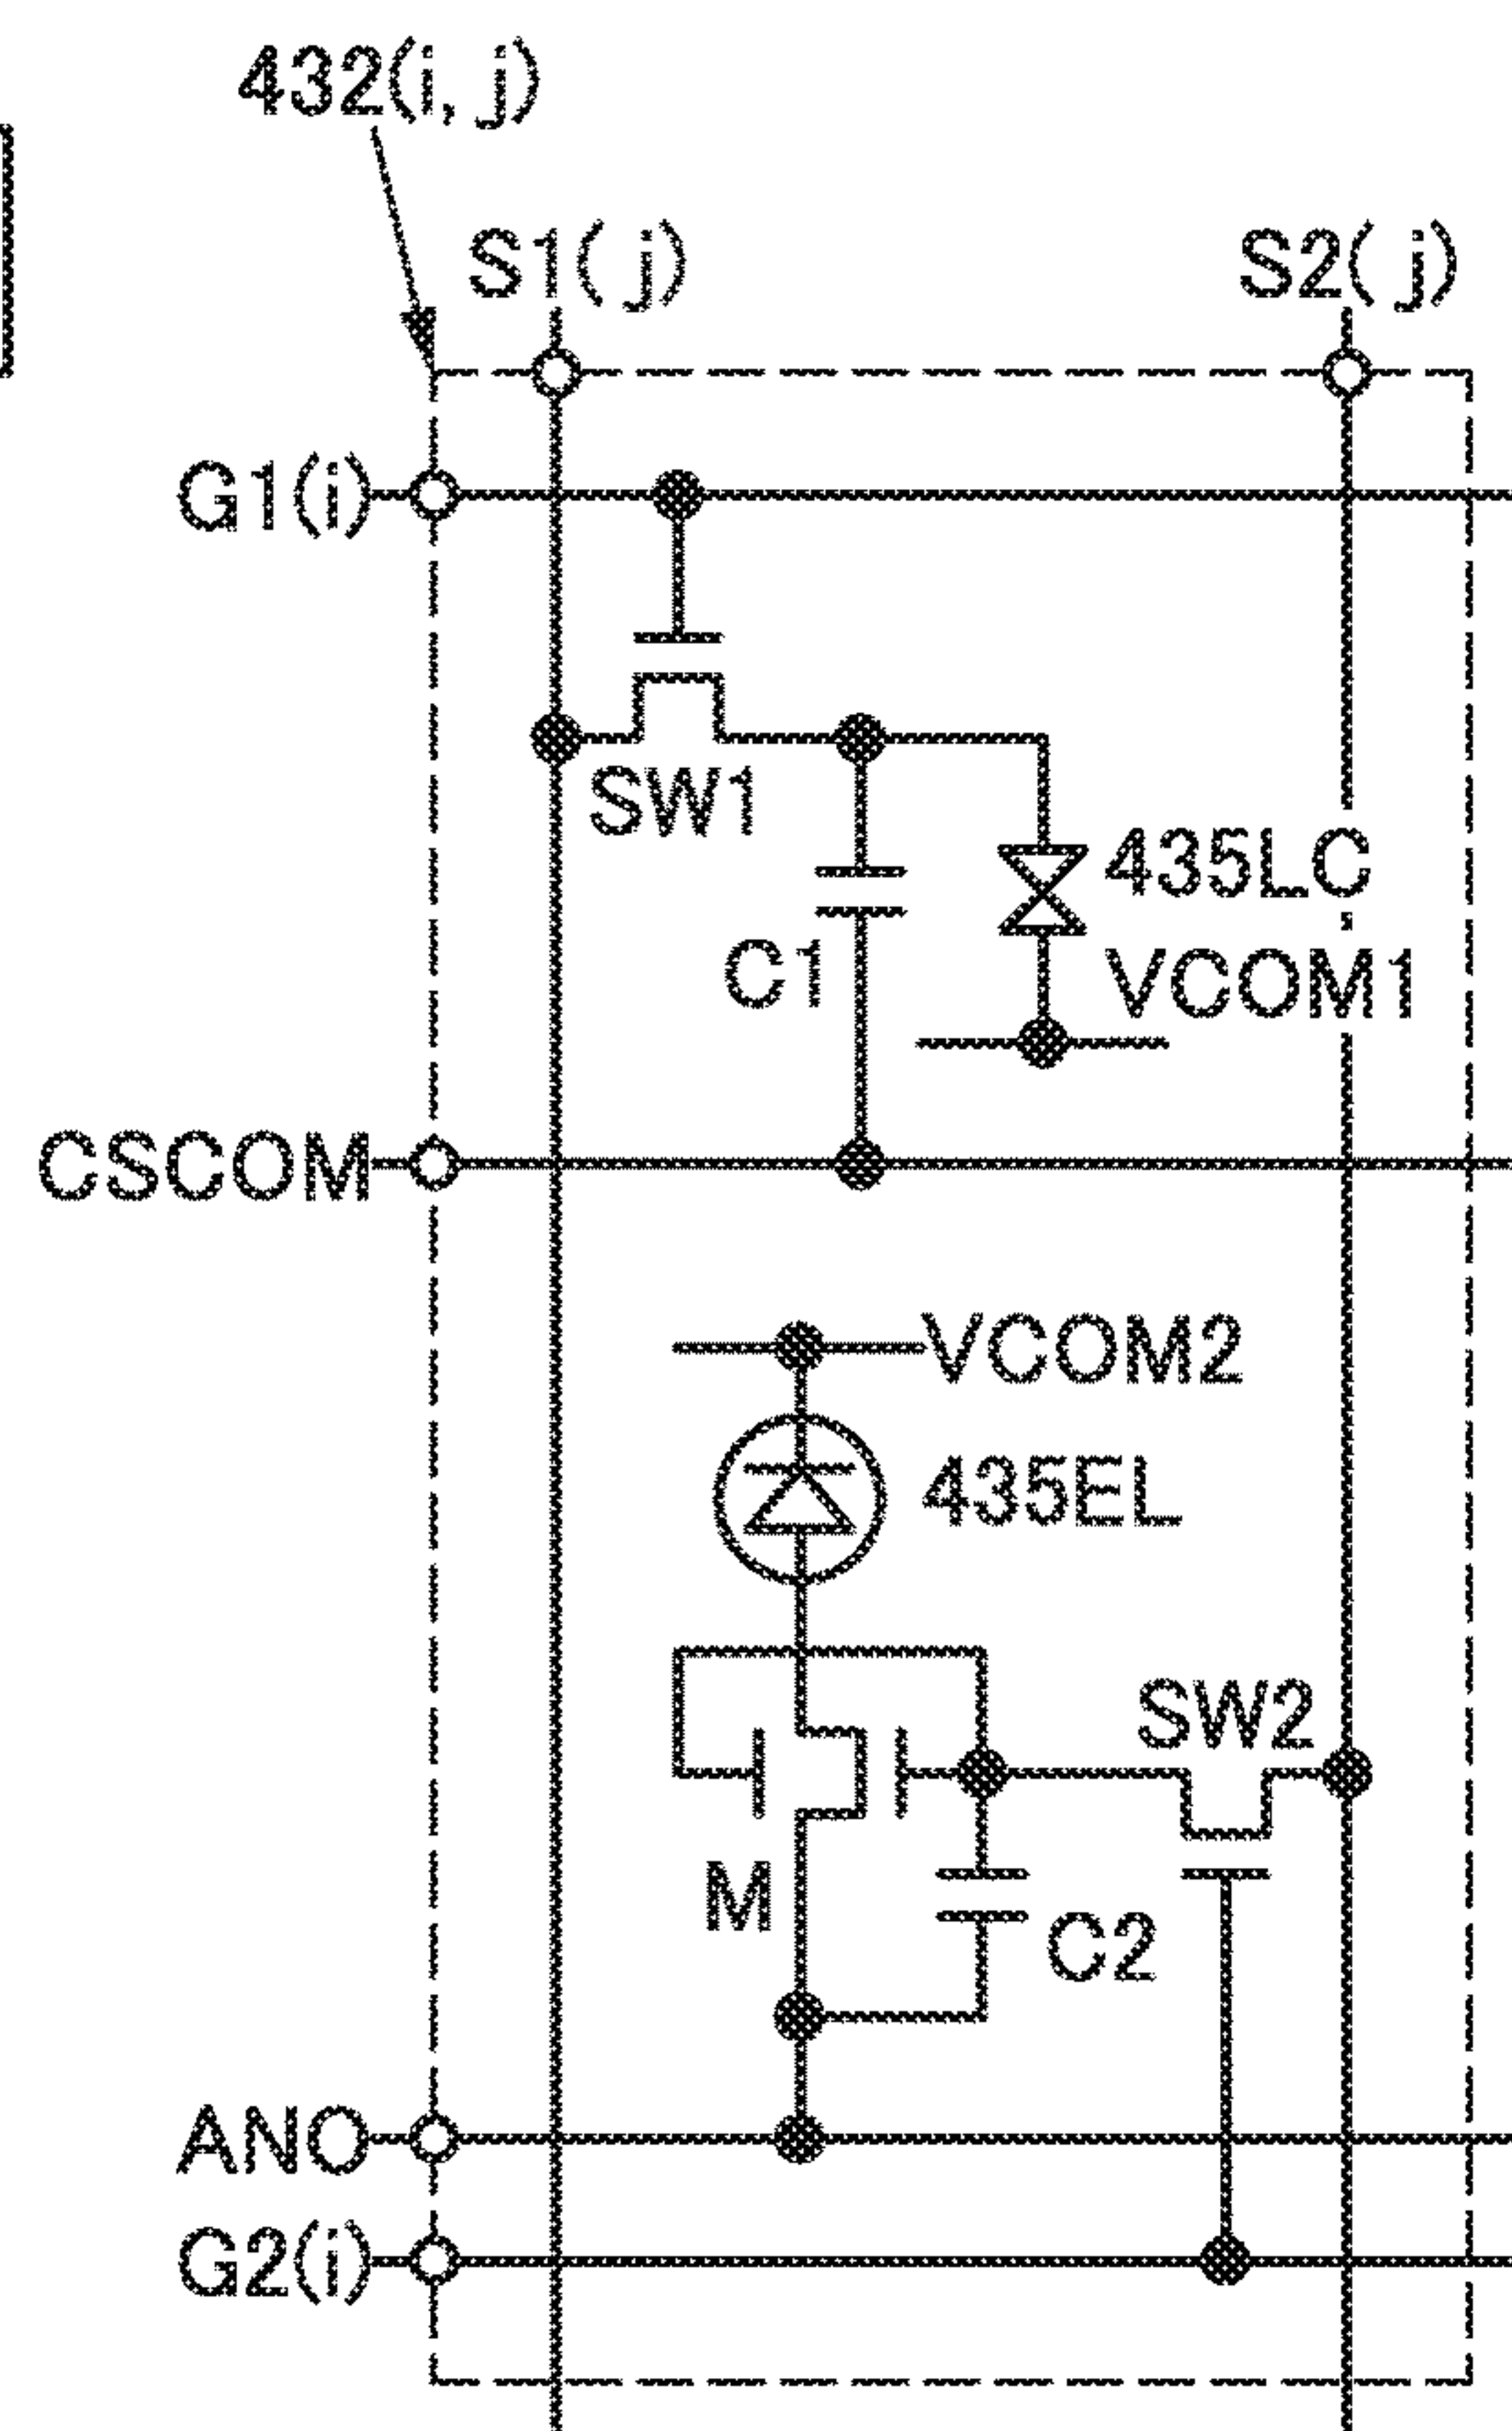 432(i, j)
S1(j)
S2(j)
G1(i)
SW1
435LC
C1
VCOM1
CSCOM
VCOM2
435EL
SW2
M
C2
ANO
G2(i)